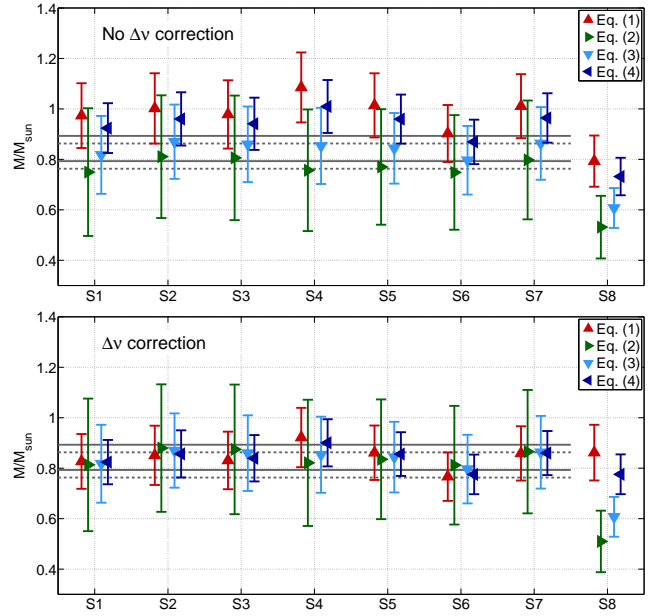 No Δν correction
Eq. (1)
Eq. (2)
Eq. (3)
Eq. (4)
M/M_sun
1.4
1.2
1
0.8
0.6
0.4
S1 S2 S3 S4 S5 S6 S7 S8
Δν correction
Eq. (1)
Eq. (2)
Eq. (3)
Eq. (4)
M/M_sun
1.4
1.2
1
0.8
0.6
0.4
S1 S2 S3 S4 S5 S6 S7 S8